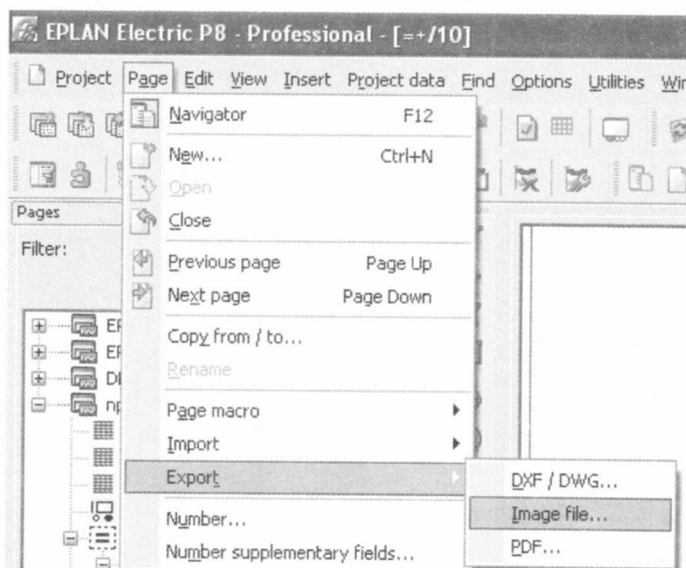 EPLAN Electric P8 - Professional - [=+/10]
Project Page Edit View Insert Project data Find Options Utilities
Navigator F12
New... Ctrl+N
Open
Close
Pages
Filter:
Previous page Page Up
Next page Page Down
Copy from / to...
Rename
Page macro
Import
Export
DXF / DWG...
Image file...
PDF...
Number...
Number supplementary fields...